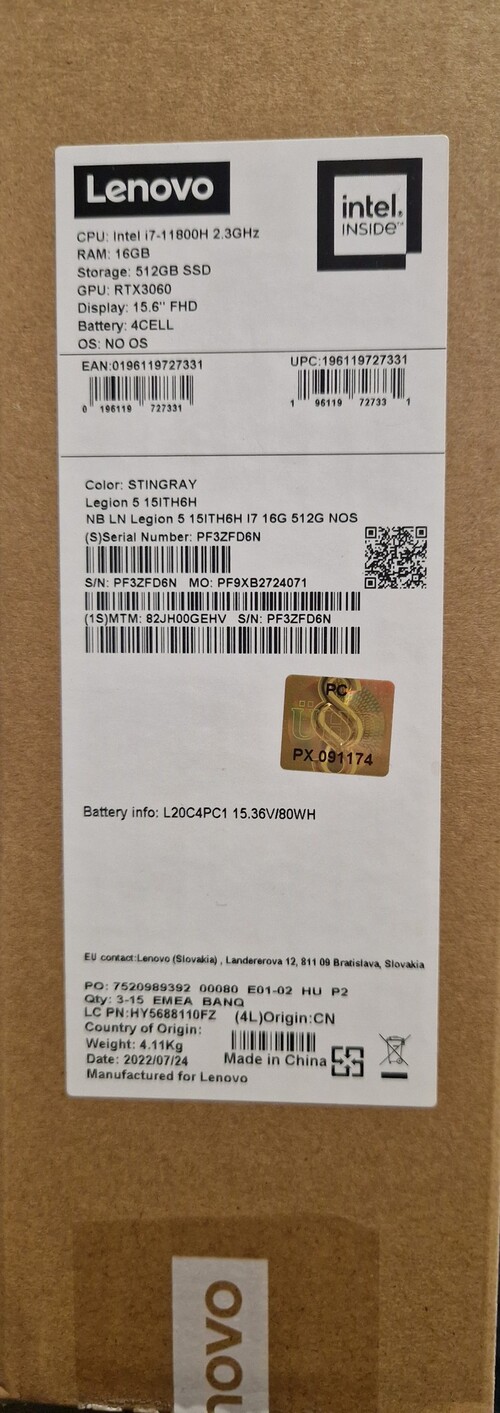 Lenovo
intel.
INSIDE™
CPU: Intel i7-11800H 2.3GHz
RAM: 16GB
Storage: 512GB SSD
GPU: RTX3060
Display: 15.6" FHD
Battery: 4CELL
OS: NO OS
EAN:0196119727331
UPC:196119727331
0 196119 727331
1 96119 72733 1
Color: STINGRAY
Legion 5 15ITH6H
NB LN Legion 5 15ITH6H I7 16G 512G NOS
(S)Serial Number: PF3ZFD6N
S/N: PF3ZFD6N MO: PF9XB2724071
(1S)MTM: 82JH00GEHV S/N: PF3ZFD6N
PC
PX 091174
Battery info: L20C4PC1 15.36V/80WH
EU contact:Lenovo (Slovakia) , Landererova 12, 811 09 Bratislava, Slovakia
PO: 7520989392 00080 E01-02 HU P2
Qty: 3-15 EMEA BANQ
LC PN:HY5688110FZ (4L)Origin:CN
Country of Origin:
Weight: 4.11Kg
Date: 2022/07/24 Made in China
Manufactured for Lenovo
novo